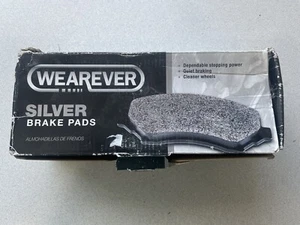 WEAREVER
SILVER
BRAKE PADS
ALMOHADILLAS DE FRENOS
• Dependable stopping power
• Quiet braking
• Cleaner wheels